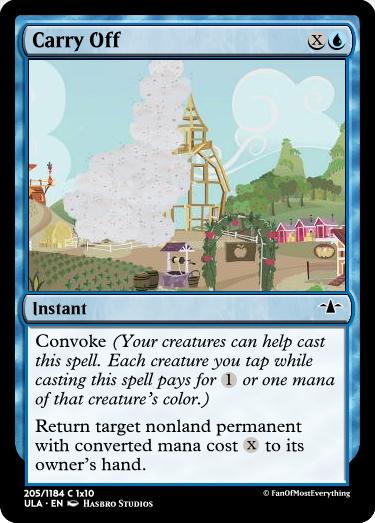 Carry Off X
Instant
Convoke (Your creatures can help cast
this spell. Each creature you tap while
casting this spell pays for 1 or one mana
of that creature's color.)
Return target nonland permanent
with converted mana cost X to its
owner's hand.
205/1184 C 1x10
ULA • EN HASBRO STUDIOS
© FanOfMostEverything